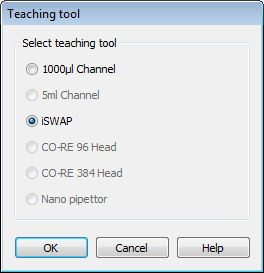 Teaching tool
Select teaching tool
1000µl Channel
5ml Channel
iSWAP
CO-RE 96 Head
CO-RE 384 Head
Nano pipettor
OK
Cancel
Help